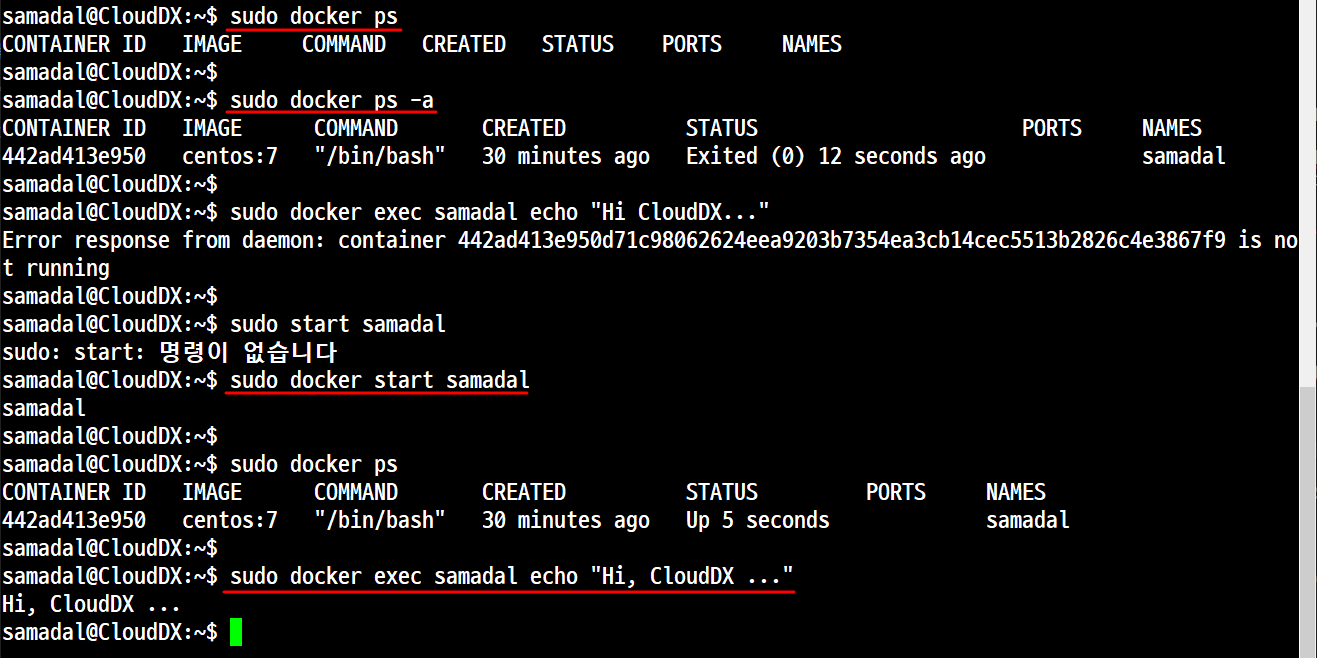 samadal@CloudDX:~$ sudo docker ps
CONTAINER ID   IMAGE     COMMAND   CREATED   STATUS    PORTS     NAMES
samadal@CloudDX:~$
samadal@CloudDX:~$ sudo docker ps -a
CONTAINER ID   IMAGE      COMMAND       CREATED          STATUS                      PORTS     NAMES
442ad413e950   centos:7   "/bin/bash"   30 minutes ago   Exited (0) 12 seconds ago             samadal
samadal@CloudDX:~$
samadal@CloudDX:~$ sudo docker exec samadal echo "Hi CloudDX..."
Error response from daemon: container 442ad413e950d71c98062624eea9203b7354ea3cb14cec5513b2826c4e3867f9 is no
t running
samadal@CloudDX:~$
samadal@CloudDX:~$ sudo start samadal
sudo: start: 명령이 없습니다
samadal@CloudDX:~$ sudo docker start samadal
samadal
samadal@CloudDX:~$
samadal@CloudDX:~$ sudo docker ps
CONTAINER ID   IMAGE      COMMAND       CREATED          STATUS         PORTS     NAMES
442ad413e950   centos:7   "/bin/bash"   30 minutes ago   Up 5 seconds             samadal
samadal@CloudDX:~$
samadal@CloudDX:~$ sudo docker exec samadal echo "Hi, CloudDX ..."
Hi, CloudDX ...
samadal@CloudDX:~$